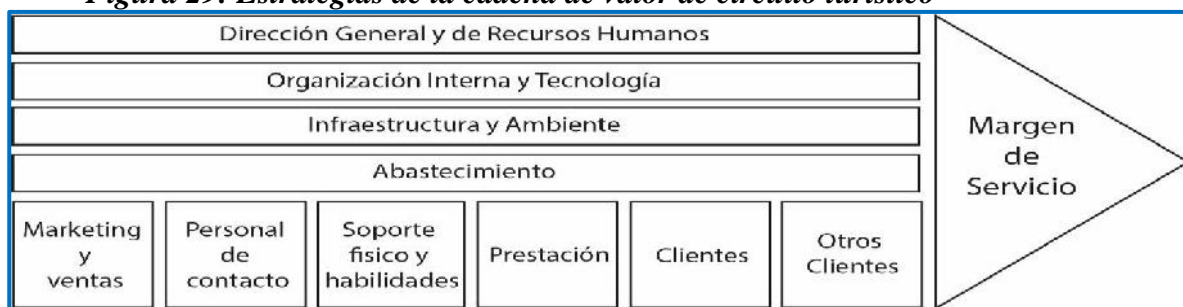 Figura 29. Estrategias de la cadena de valor de circuito turístico
Dirección General y de Recursos Humanos
Organización Interna y Tecnología
Infraestructura y Ambiente
Abastecimiento
Marketing
y
ventas
Personal
de
contacto
Soporte
fisico y
habilidades
Prestación
Clientes
Otros
Clientes
Margen
de
Servicio